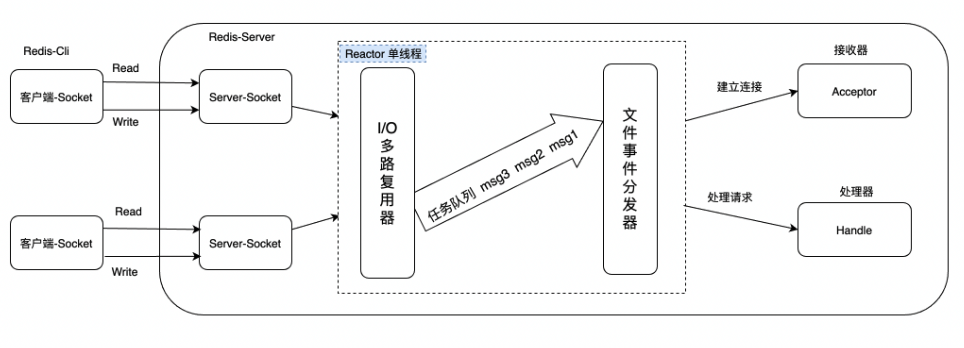 Redis-Cli
Redis-Server
Reactor 单线程
接收器
Read
客户端-Socket
Write
Server-Socket
I/O多路复用器
任务队列 msg3 msg2 msg1
文件事件分发器
建立连接
Acceptor
Read
客户端-Socket
Write
Server-Socket
处理请求
处理器
Handle